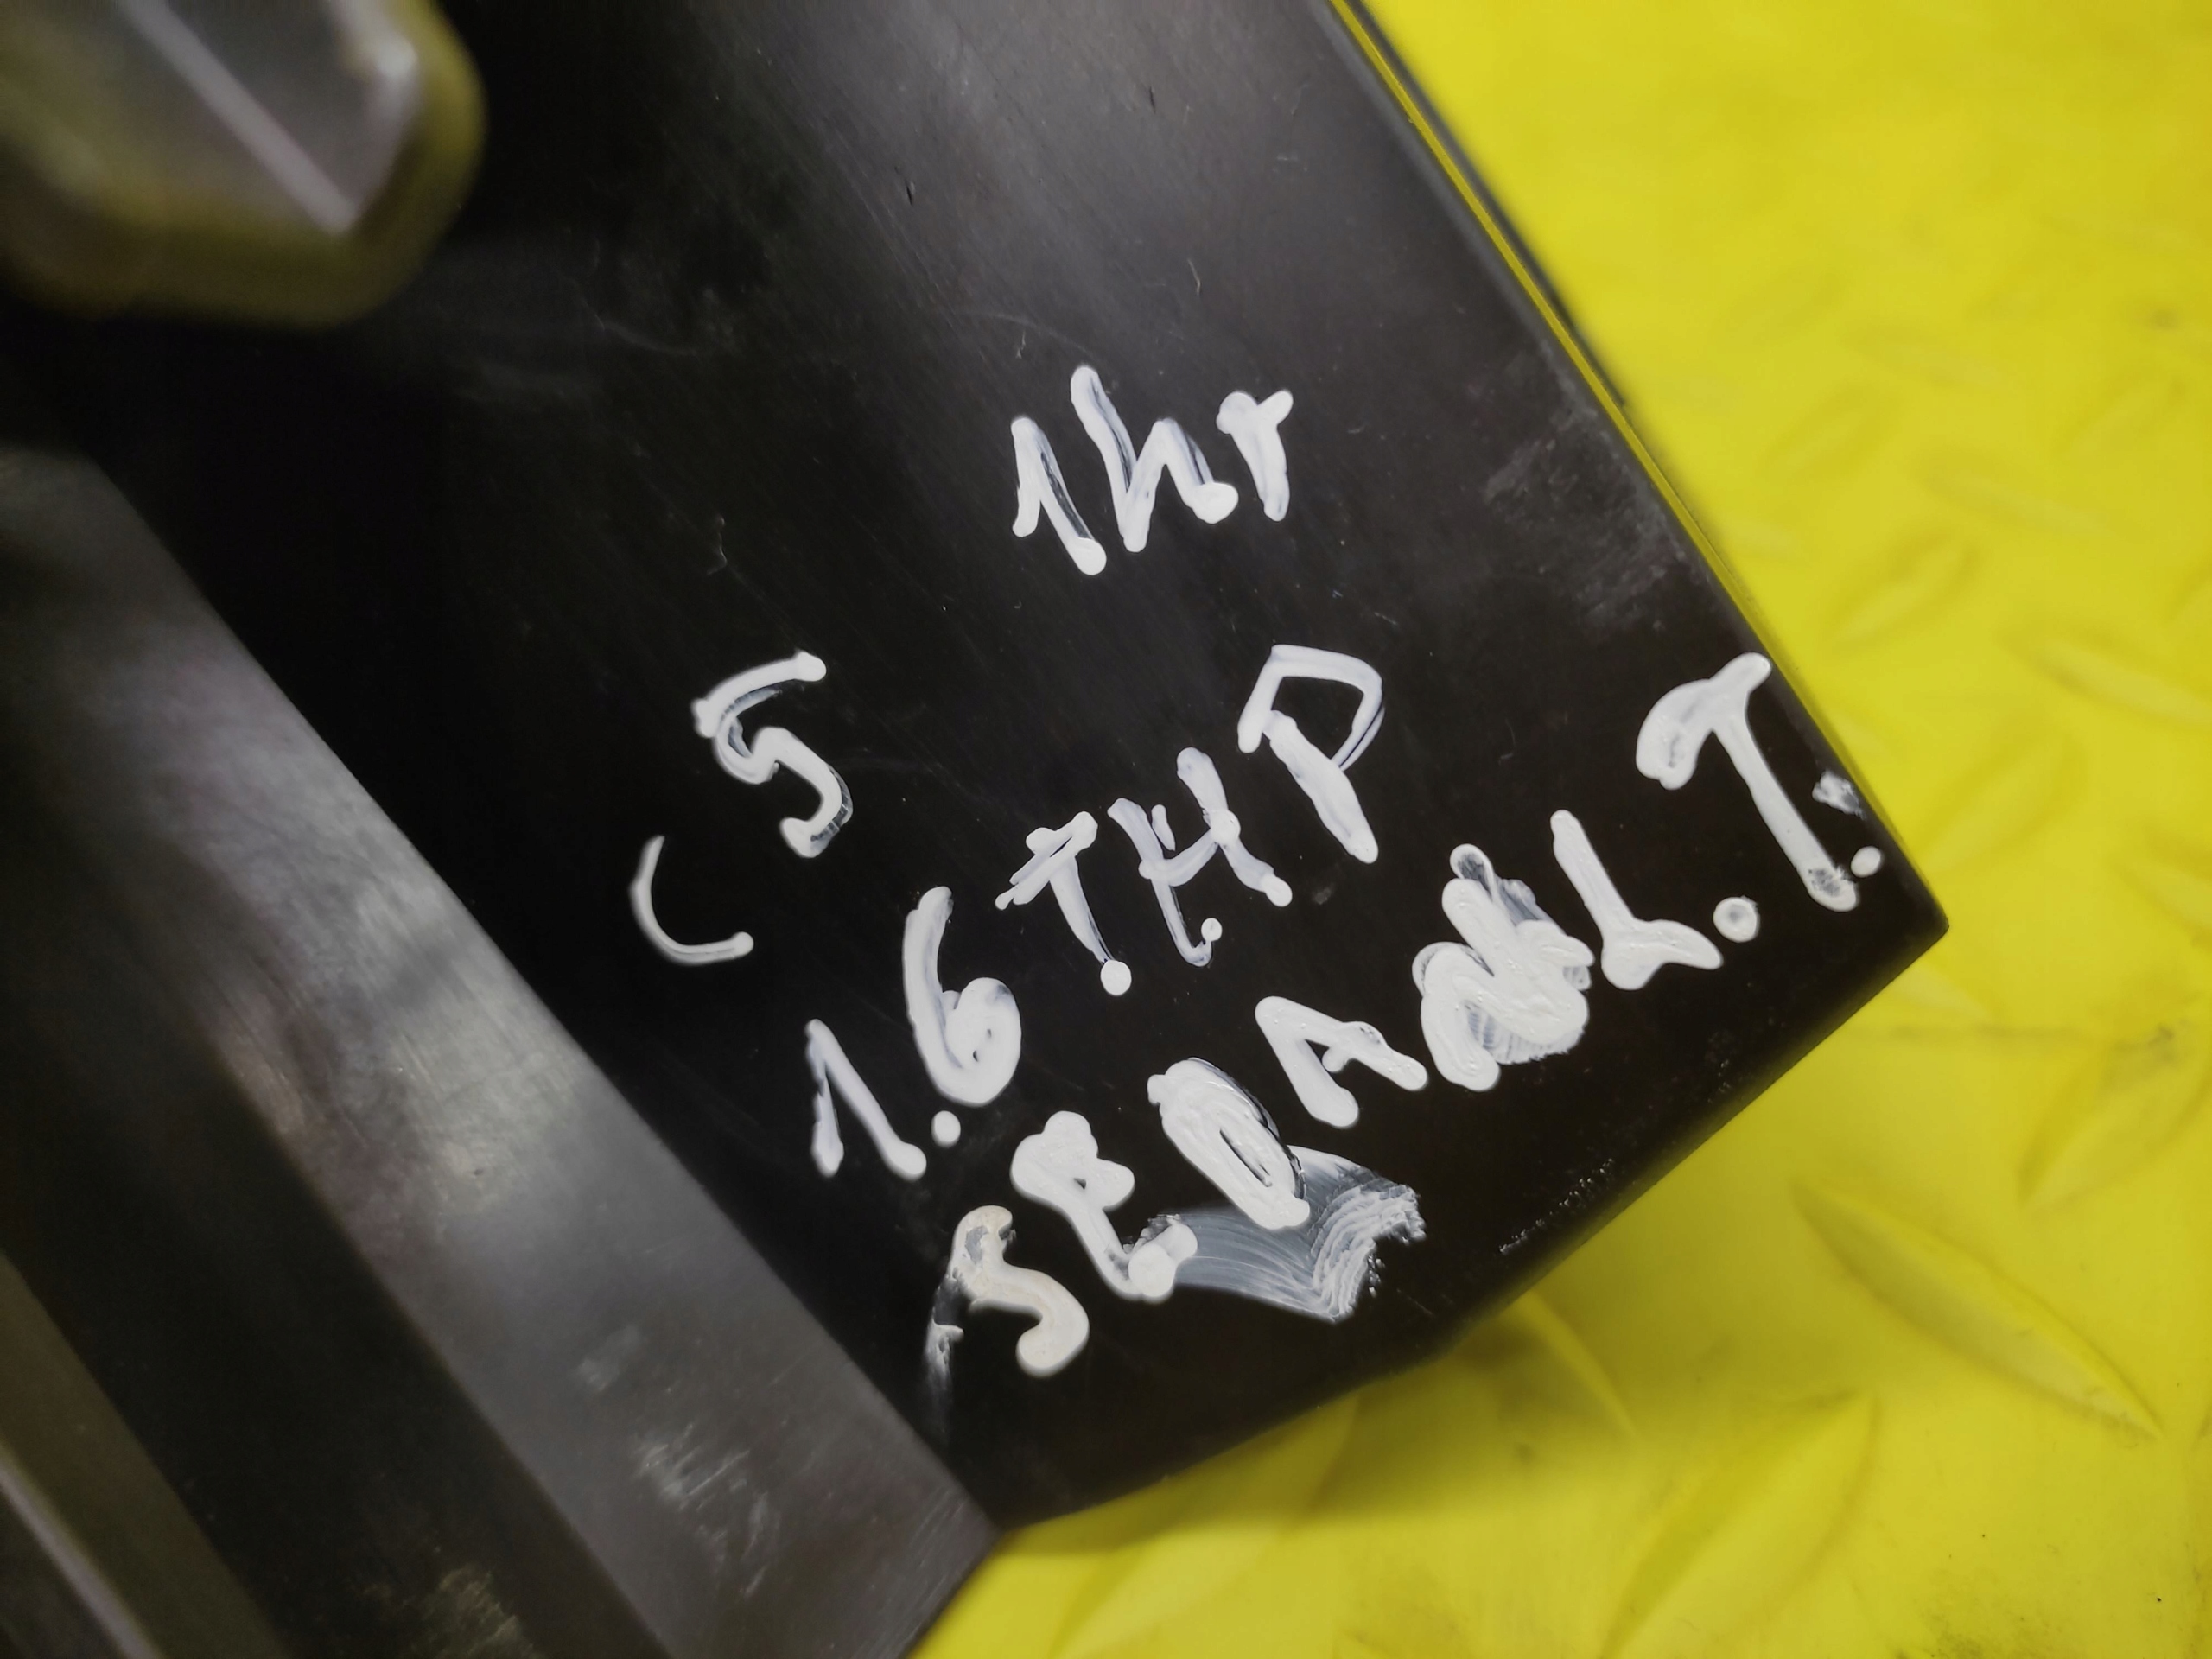 1hr
C5
1.6 THP
SEDAN L.T.